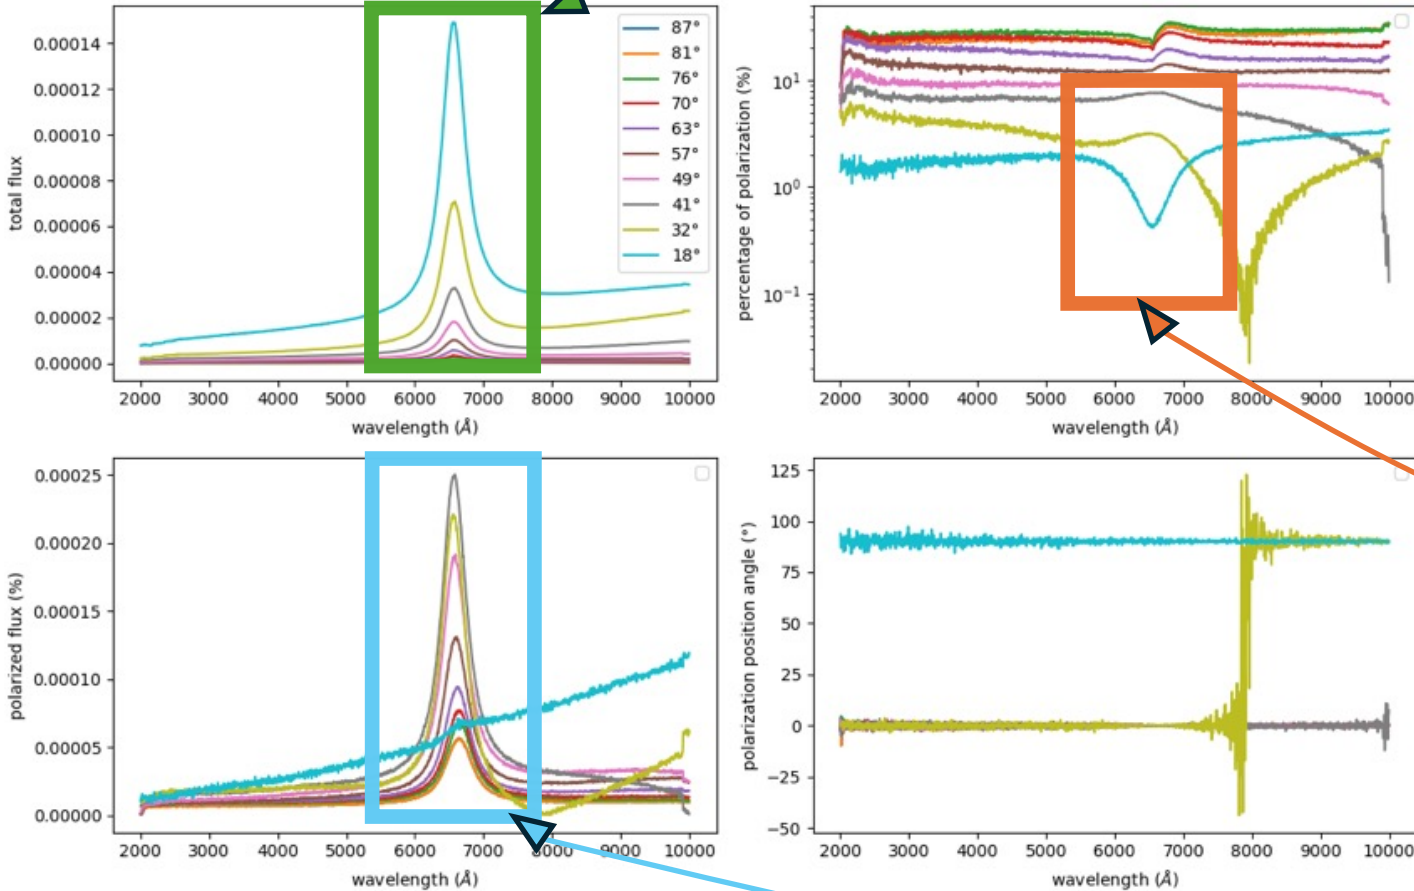 0.00014
0.00012
0.00010
0.00008
0.00006
0.00004
0.00002
0.00000
total flux
87°
81°
76°
70°
63°
57°
49°
41°
32°
18°
2000 3000 4000 5000 6000 7000 8000 9000 10000
wavelength (Å)
10¹
10⁰
10⁻¹
percentage of polarization (%)
2000 3000 4000 5000 6000 7000 8000 9000 10000
wavelength (Å)
0.00025
0.00020
0.00015
0.00010
0.00005
0.00000
polarized flux (%)
2000 3000 4000 5000 6000 7000 8000 9000 10000
wavelength (Å)
125
100
75
50
25
0
−25
−50
polarization position angle (°)
2000 3000 4000 5000 6000 7000 8000 9000 10000
wavelength (Å)